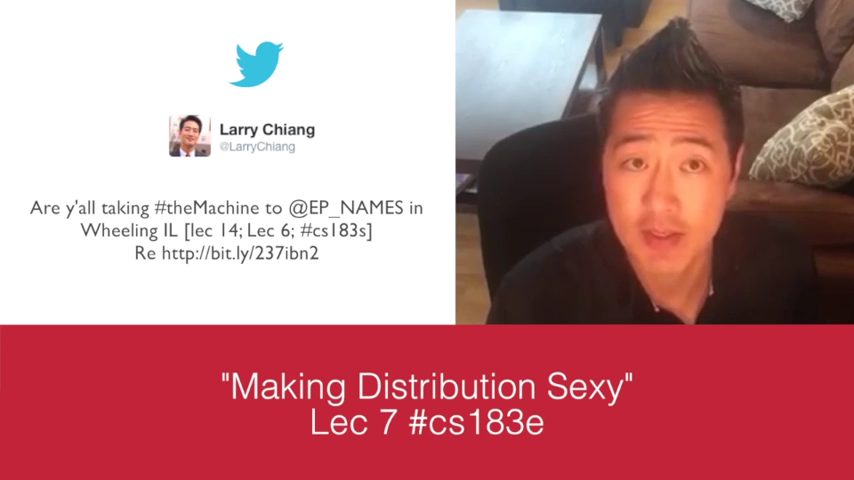 Larry Chiang
@LarryChiang
Are y'all taking #theMachine to @EP_NAMES in
Wheeling IL [lec 14; Lec 6; #cs183s]
Re http://bit.ly/237ibn2
"Making Distribution Sexy"
Lec 7 #cs183e